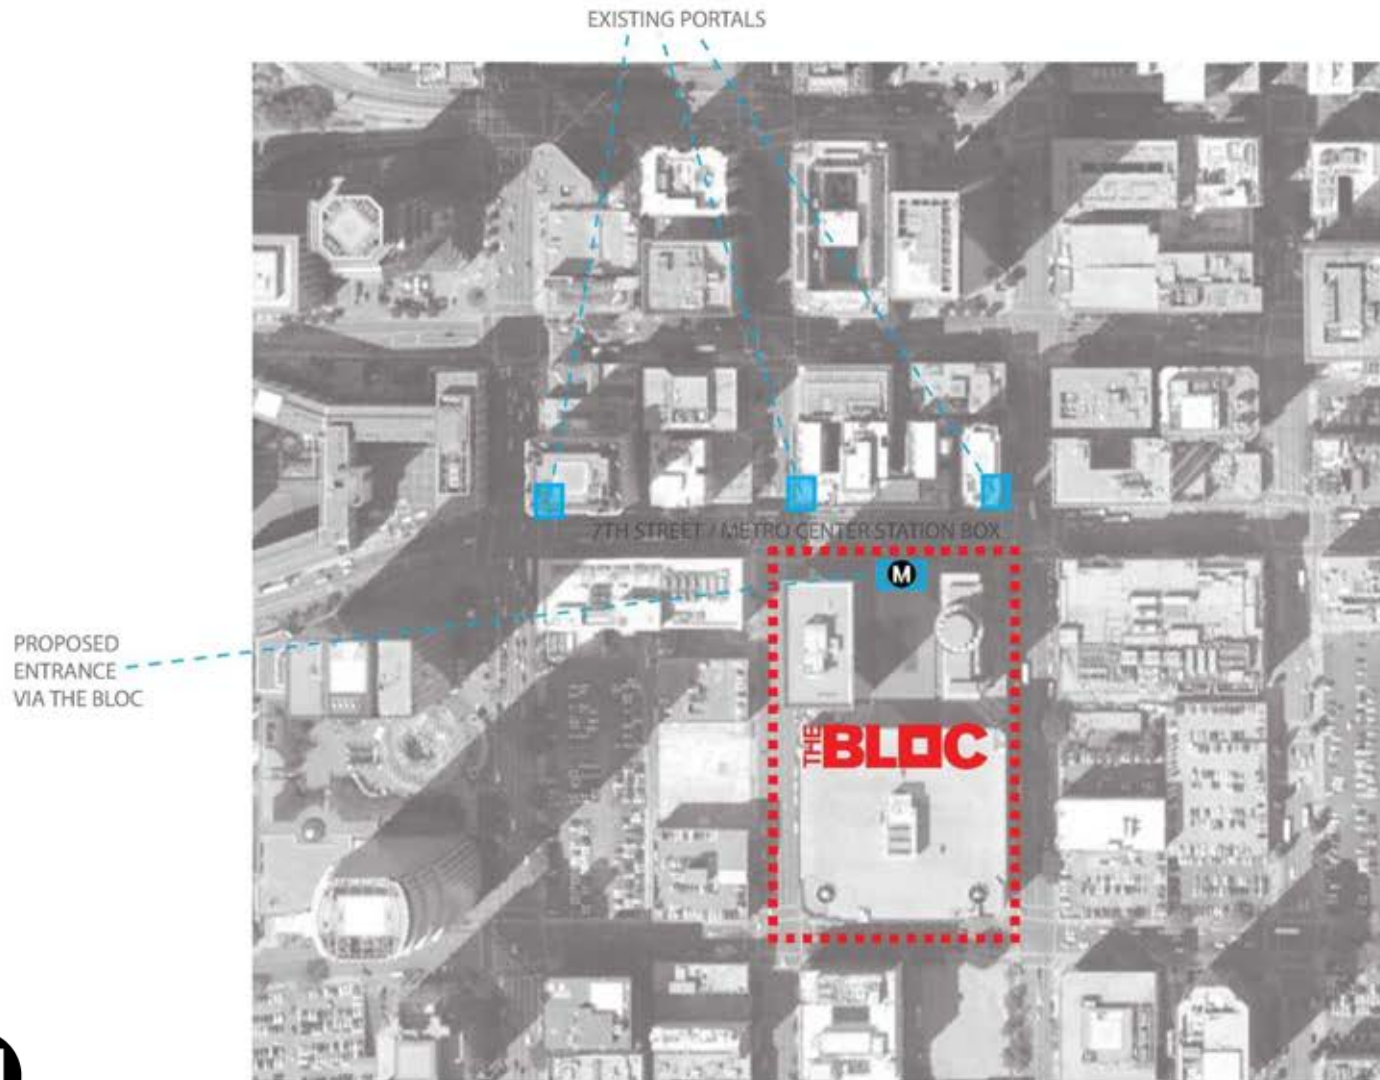 EXISTING PORTALS
7TH STREET / METRO CENTER STATION BOX
M
PROPOSED
ENTRANCE
VIA THE BLOC
THE BLOC